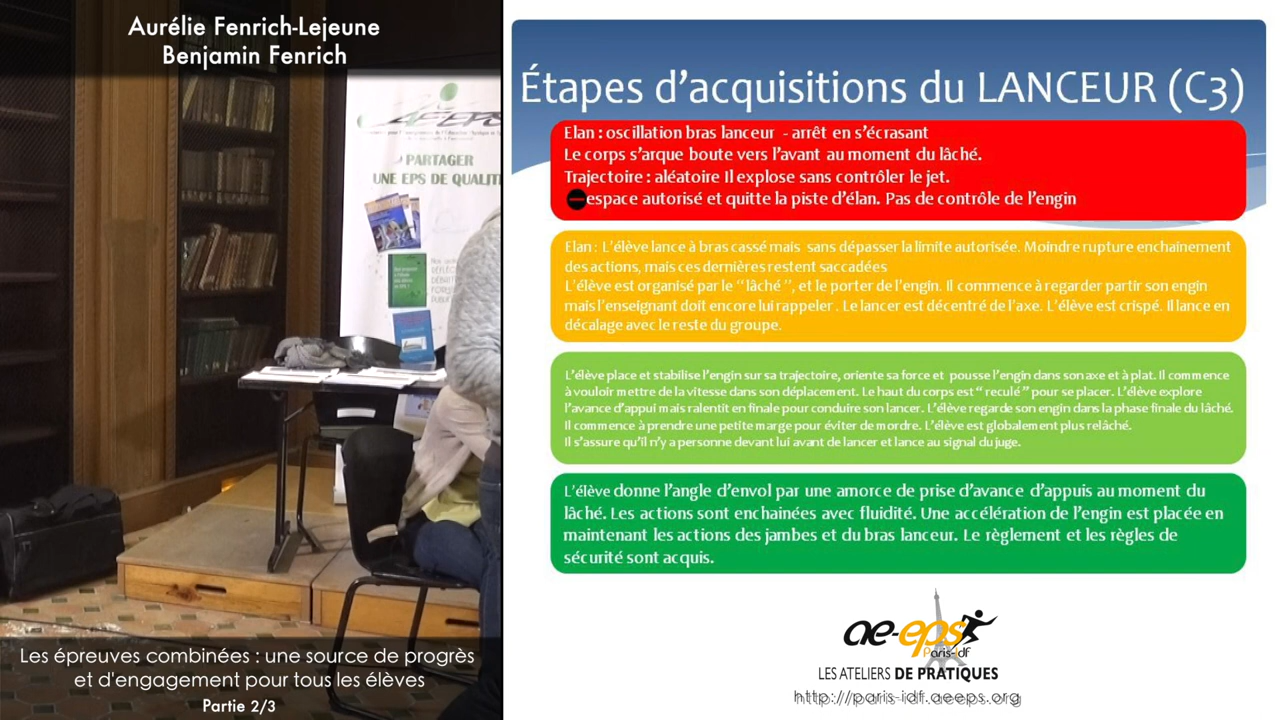 Aurélie Fenrich-Lejeune
Benjamin Fenrich
AEEPS
PARTAGER
UNE EPS DE QUALIT
Étapes d'acquisitions du LANCEUR (C3)
Elan : oscillation bras lanceur - arrêt en s'écrasant
Le corps s'arque boute vers l'avant au moment du lâché.
Trajectoire : aléatoire Il explose sans contrôler le jet.
espace autorisé et quitte la piste d'élan. Pas de contrôle de l'engin
Elan : L'élève lance à bras cassé mais sans dépasser la limite autorisée. Moindre rupture enchaînement
des actions, mais ces dernières restent saccadées
L'élève est organisé par le “lâché”, et le porter de l'engin. Il commence à regarder partir son engin
mais l'enseignant doit encore lui rappeler . Le lancer est décentré de l'axe. L'élève est crispé. Il lance en
décalage avec le reste du groupe.
L'élève place et stabilise l'engin sur sa trajectoire, oriente sa force et pousse l'engin dans son axe et à plat. Il commence
à vouloir mettre de la vitesse dans son déplacement. Le haut du corps est “reculé” pour se placer. L'élève explore
l'avance d'appui mais ralentit en finale pour conduire son lancer. L'élève regarde son engin dans la phase finale du lâché.
Il commence à prendre une petite marge pour éviter de mordre. L'élève est globalement plus relâché.
Il s'assure qu'il n'y a personne devant lui avant de lancer et lance au signal du juge.
L'élève donne l'angle d'envol par une amorce de prise d'avance d'appuis au moment du
lâché. Les actions sont enchainées avec fluidité. Une accélération de l'engin est placée en
maintenant les actions des jambes et du bras lanceur. Le règlement et les règles de
sécurité sont acquis.
ae-eps
Paris-idf
LES ATELIERS DE PRATIQUES
http://paris-idf.aeeps.org
Les épreuves combinées : une source de progrès
et d'engagement pour tous les élèves
Partie 2/3